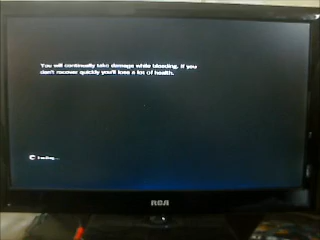 You will continually take damage while bleeding. If you
don't recover quickly you'll lose a lot of health.
Loading...
RCA